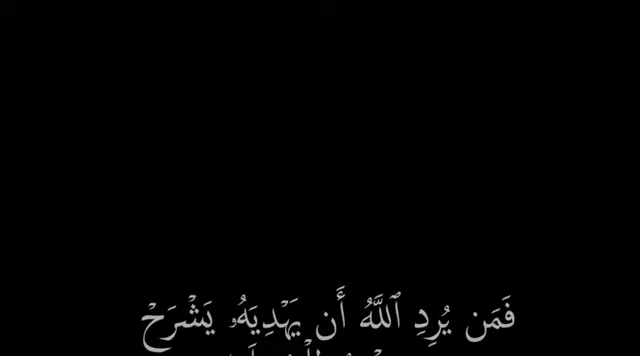 فَمَن يُرِدِ ٱللَّهُ أَن يَهْدِيَهُۥ يَشْرَحْ